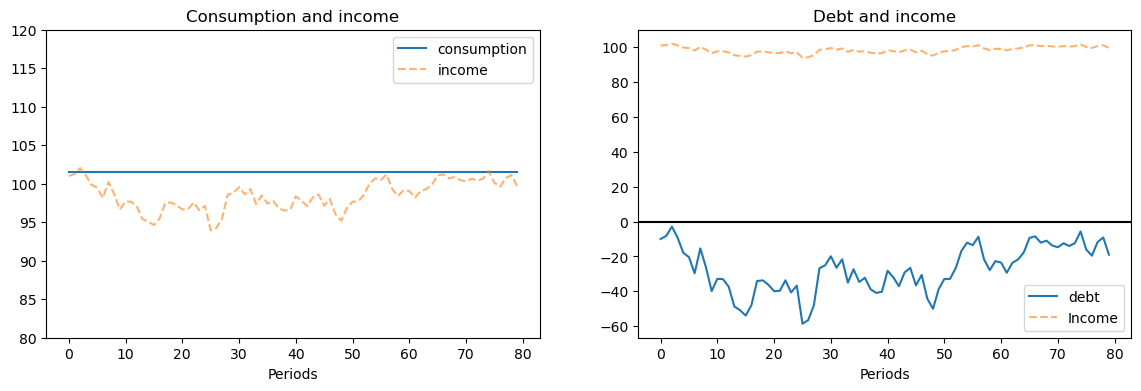 Consumption and income
120
115
110
105
100
95
90
85
80
consumption
income
0 10 20 30 40 50 60 70 80
Periods
Debt and income
100
80
60
40
20
0
−20
−40
−60
debt
Income
0 10 20 30 40 50 60 70 80
Periods